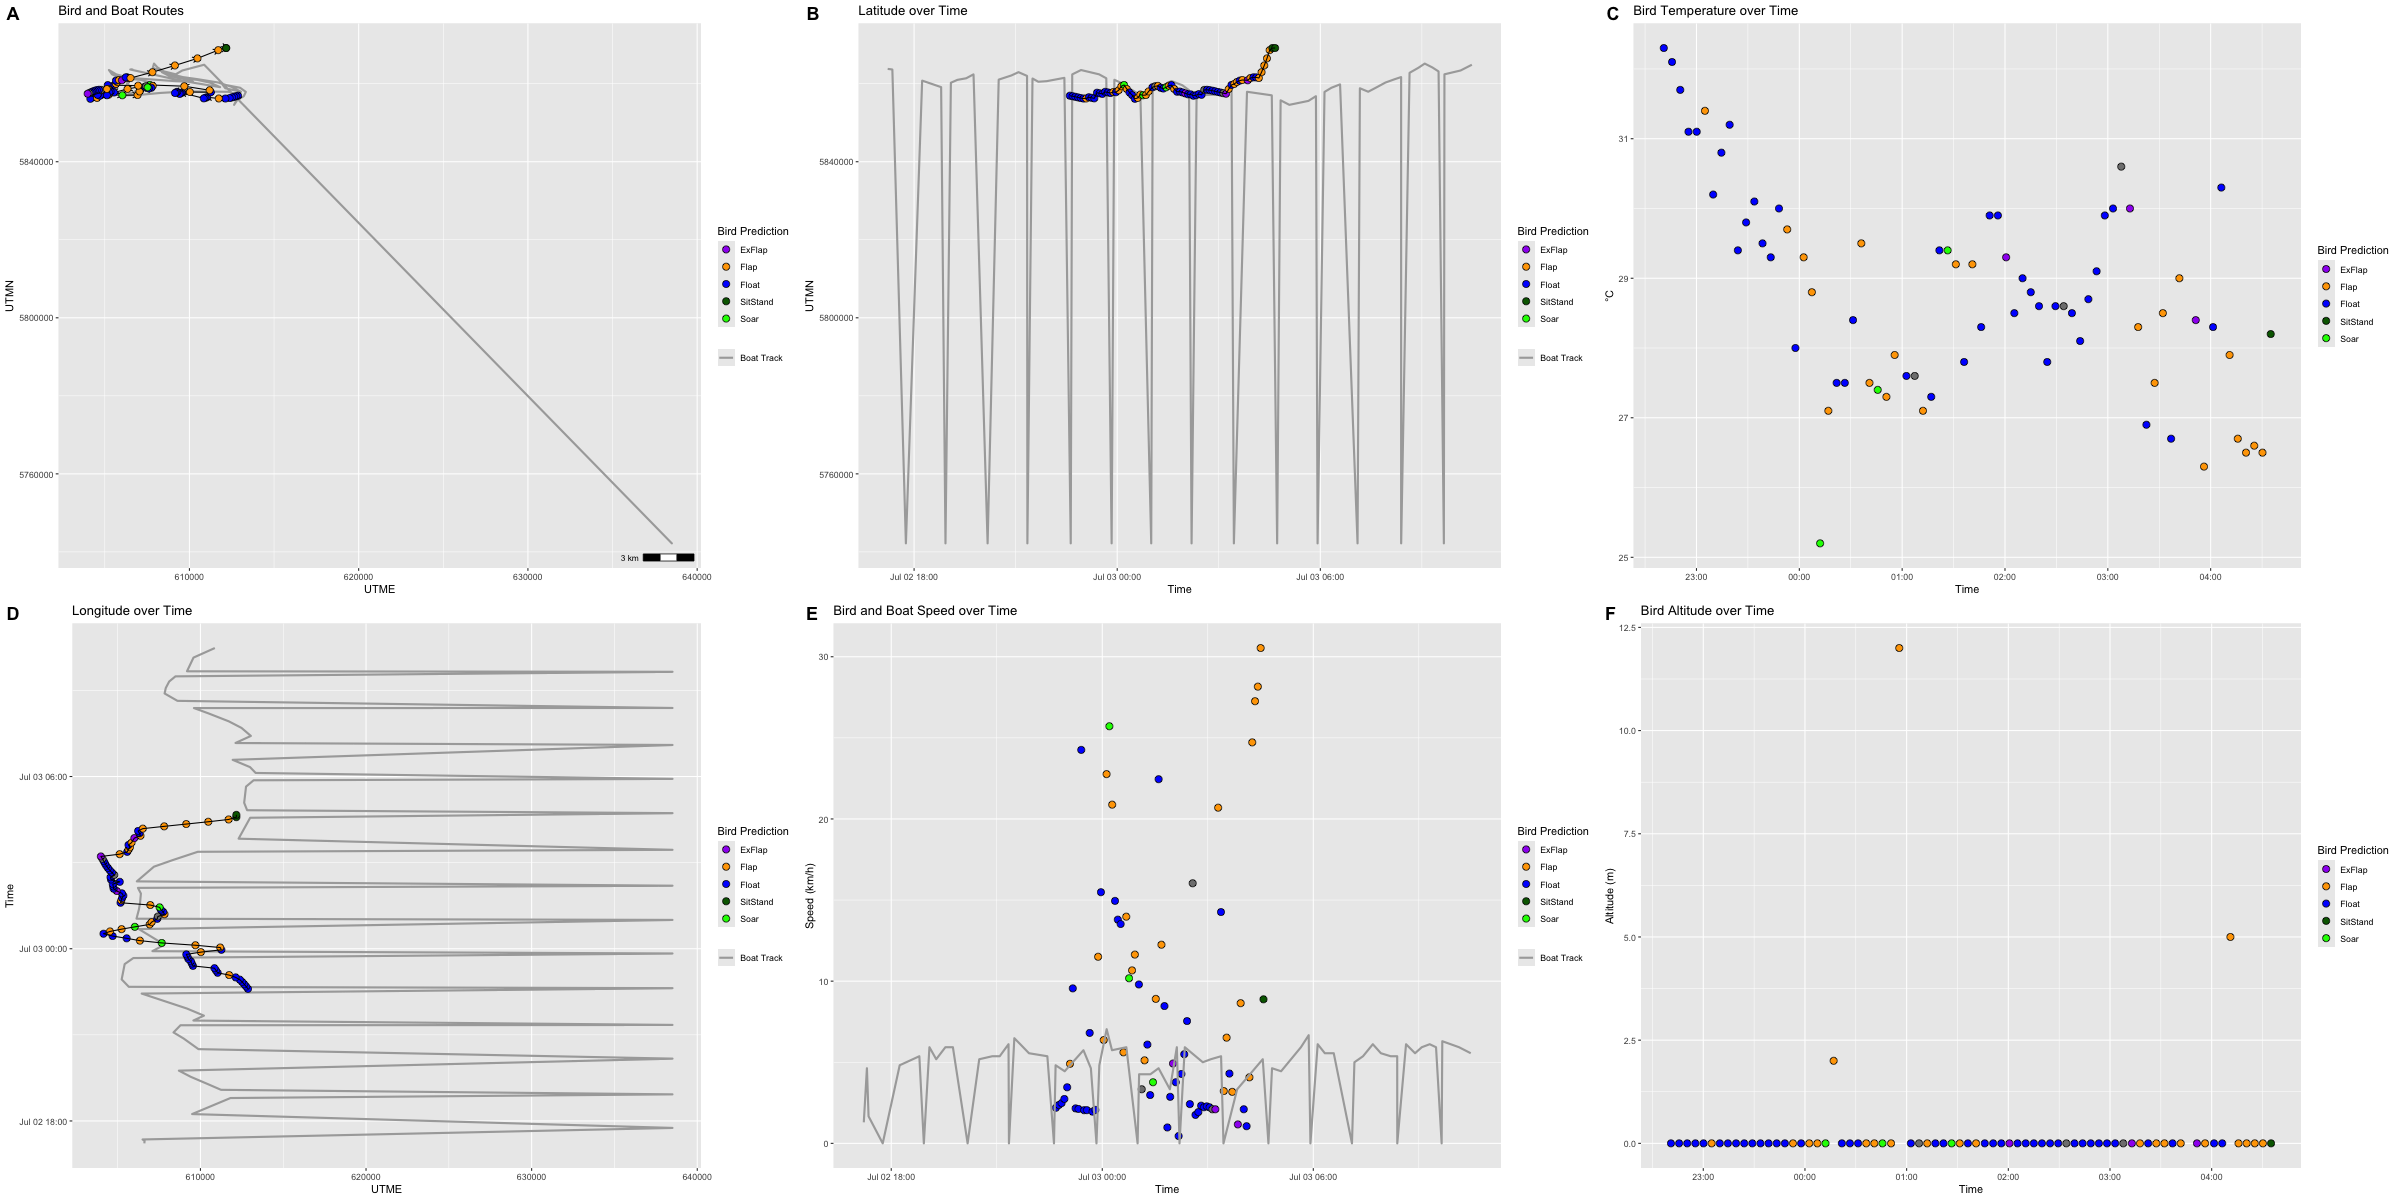 A Bird and Boat Routes
UTMN
5840000
5800000
5760000
610000 620000 630000 640000
UTME
3 km
Bird Prediction
ExFlap
Flap
Float
SitStand
Soar
Boat Track
B Latitude over Time
UTMN
5840000
5800000
5760000
Jul 02 18:00 Jul 03 00:00 Jul 03 06:00
Time
Bird Prediction
ExFlap
Flap
Float
SitStand
Soar
Boat Track
C Bird Temperature over Time
°C
31
29
27
25
23:00 00:00 01:00 02:00 03:00 04:00
Time
Bird Prediction
ExFlap
Flap
Float
SitStand
Soar
D Longitude over Time
Time
Jul 03 06:00
Jul 03 00:00
Jul 02 18:00
610000 620000 630000 640000
UTME
Bird Prediction
ExFlap
Flap
Float
SitStand
Soar
Boat Track
E Bird and Boat Speed over Time
Speed (km/h)
30
20
10
0
Jul 02 18:00 Jul 03 00:00 Jul 03 06:00
Time
Bird Prediction
ExFlap
Flap
Float
SitStand
Soar
Boat Track
F Bird Altitude over Time
Altitude (m)
12.5
10.0
7.5
5.0
2.5
0.0
23:00 00:00 01:00 02:00 03:00 04:00
Time
Bird Prediction
ExFlap
Flap
Float
SitStand
Soar